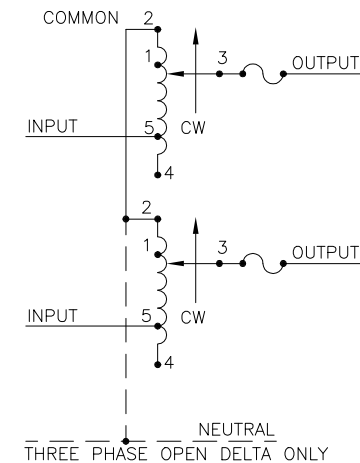 COMMON 2
1
3
OUTPUT
INPUT
5
CW
4
2
1
3
OUTPUT
INPUT
5
CW
4
NEUTRAL
THREE PHASE OPEN DELTA ONLY